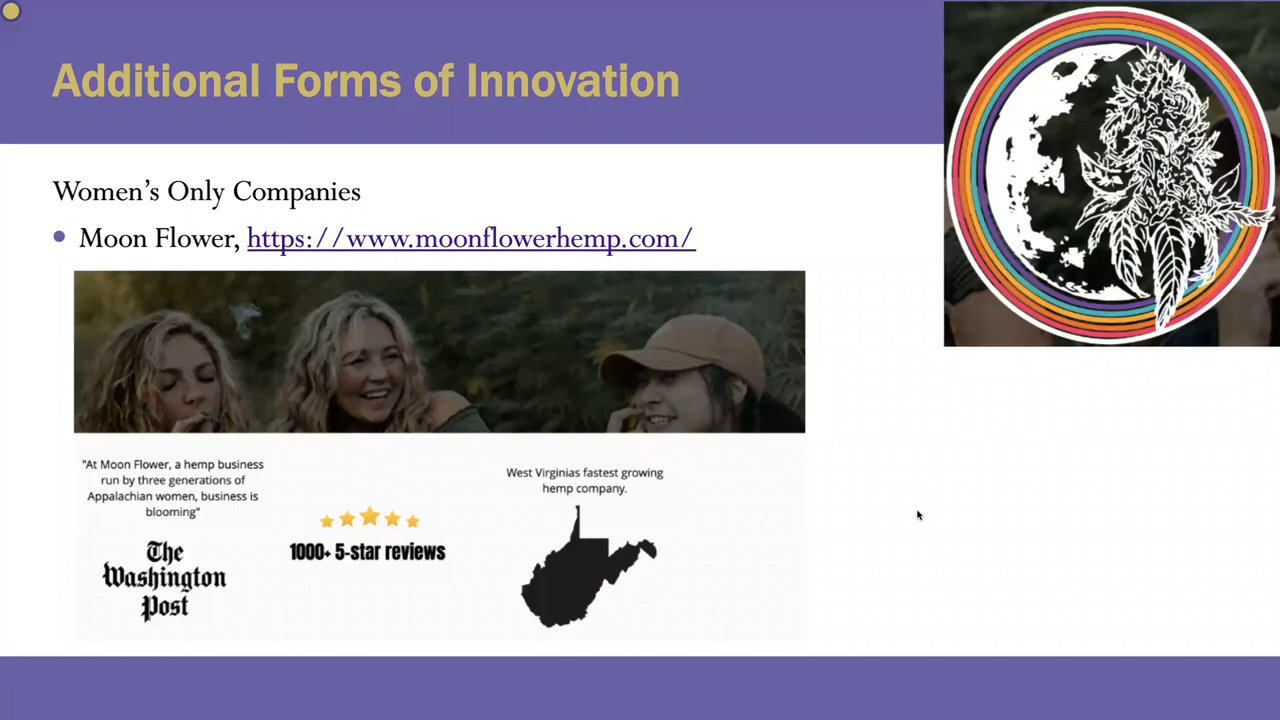 Additional Forms of Innovation
Women’s Only Companies
• Moon Flower, https://www.moonflowerhemp.com/
"At Moon Flower, a hemp business
run by three generations of
Appalachian women, business is
blooming"
The
Washington
Post
1000+ 5-star reviews
West Virginias fastest growing
hemp company.